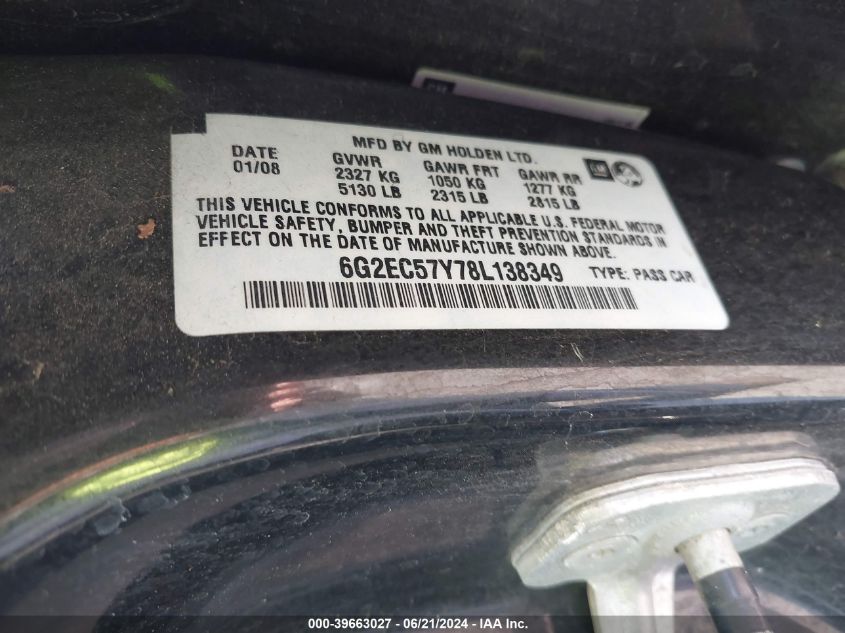 MFD BY GM HOLDEN LTD.
DATE GVWR GAWR FRT GAWR RR
01/08 2327 KG 1050 KG 1277 KG
5130 LB 2315 LB 2815 LB
GM
THIS VEHICLE CONFORMS TO ALL APPLICABLE U.S. FEDERAL MOTOR
VEHICLE SAFETY, BUMPER AND THEFT PREVENTION STANDARDS IN
EFFECT ON THE DATE OF MANUFACTURE SHOWN ABOVE.
6G2EC57Y78L138349 TYPE: PASS CAR
000-39663027 - 06/21/2024 - IAAI, Inc.